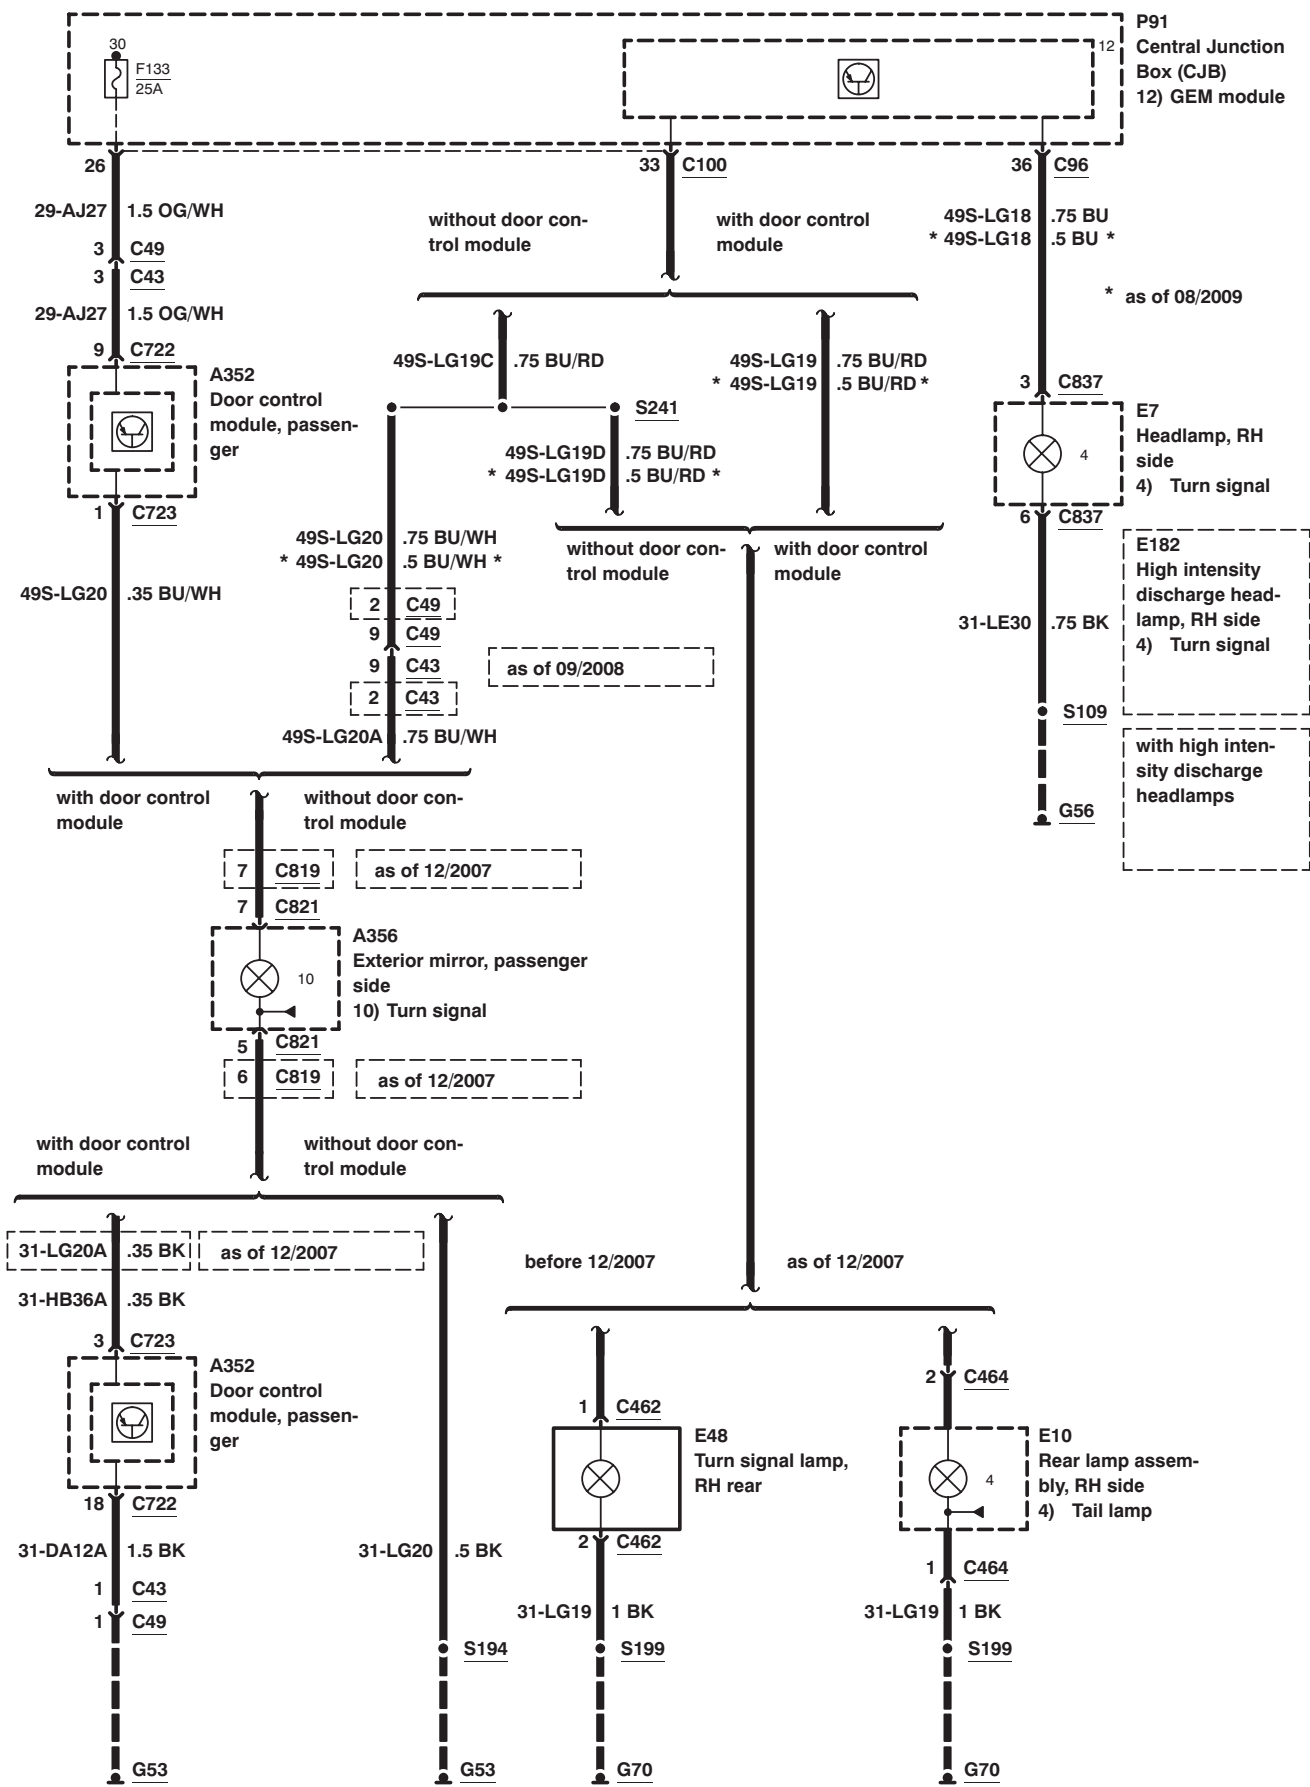 P91
Central Junction
Box (CJB)
12) GEM module
30
F133
25A
12
26
33 C100
36 C96
29-AJ27 1.5 OG/WH
3 C49
3 C43
29-AJ27 1.5 OG/WH
9 C722
without door con-
trol module
with door control
module
49S-LG18 .75 BU
* 49S-LG18 .5 BU *
* as of 08/2009
A352
Door control
module, passen-
ger
1 C723
49S-LG20 .35 BU/WH
49S-LG19C .75 BU/RD
49S-LG19 .75 BU/RD
* 49S-LG19 .5 BU/RD *
S241
49S-LG19D .75 BU/RD
* 49S-LG19D .5 BU/RD *
without door con-
trol module
with door control
module
49S-LG20 .75 BU/WH
* 49S-LG20 .5 BU/WH *
2 C49
9 C49
9 C43
2 C43
as of 09/2008
49S-LG20A .75 BU/WH
3 C837
E7
Headlamp, RH
side
4) Turn signal
4
6 C837
E182
High intensity
discharge head-
lamp, RH side
4) Turn signal
31-LE30 .75 BK
S109
G56
with high inten-
sity discharge
headlamps
with door control
module
without door con-
trol module
7 C819
as of 12/2007
7 C821
A356
Exterior mirror, passenger
side
10) Turn signal
10
5 C821
6 C819
as of 12/2007
with door control
module
without door con-
trol module
31-LG20A .35 BK
as of 12/2007
31-HB36A .35 BK
3 C723
A352
Door control
module, passen-
ger
18 C722
31-DA12A 1.5 BK
1 C43
1 C49
G53
31-LG20 .5 BK
S194
G53
before 12/2007
as of 12/2007
1 C462
E48
Turn signal lamp,
RH rear
2 C462
31-LG19 1 BK
S199
G70
2 C464
E10
Rear lamp assem-
bly, RH side
4) Tail lamp
4
1 C464
31-LG19 1 BK
S199
G70